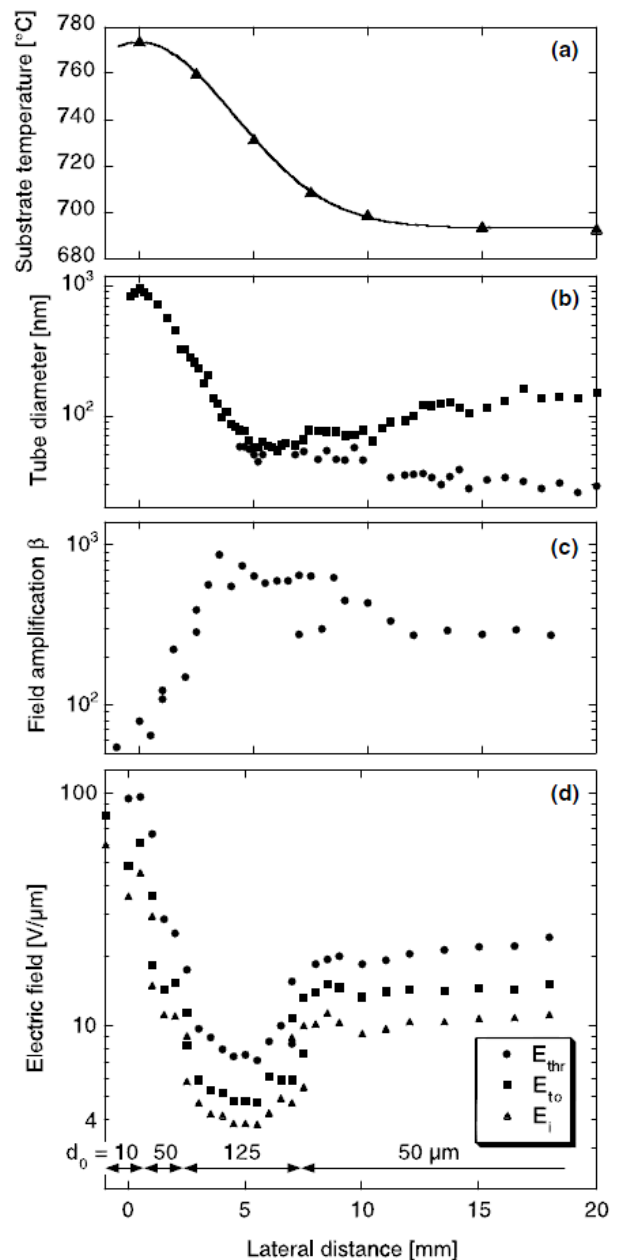 780
760
740
720
700
680
Substrate temperature [°C]
(a)
10³
10²
Tube diameter [nm]
(b)
10³
10²
Field amplification β
(c)
100
10
4
Electric field [V/µm]
(d)
E_thr
E_to
E_i
d₀ = 10 50 125 50 µm
0 5 10 15 20
Lateral distance [mm]